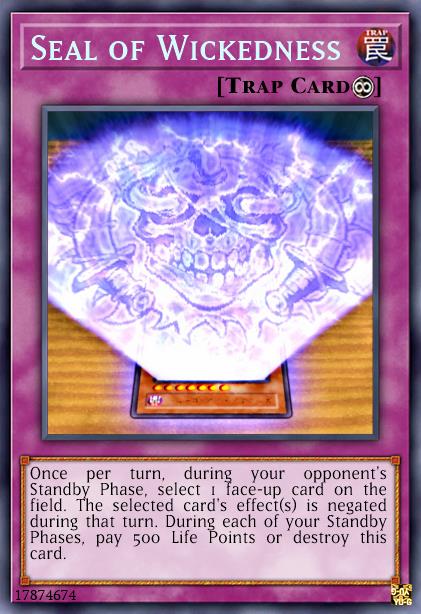 SEAL OF WICKEDNESS
TRAP
罠
[TRAP CARD]
Once per turn, during your opponent's
Standby Phase, select 1 face-up card on the
field. The selected card's effect(s) is negated
during that turn. During each of your Standby
Phases, pay 500 Life Points or destroy this
card.
17874674